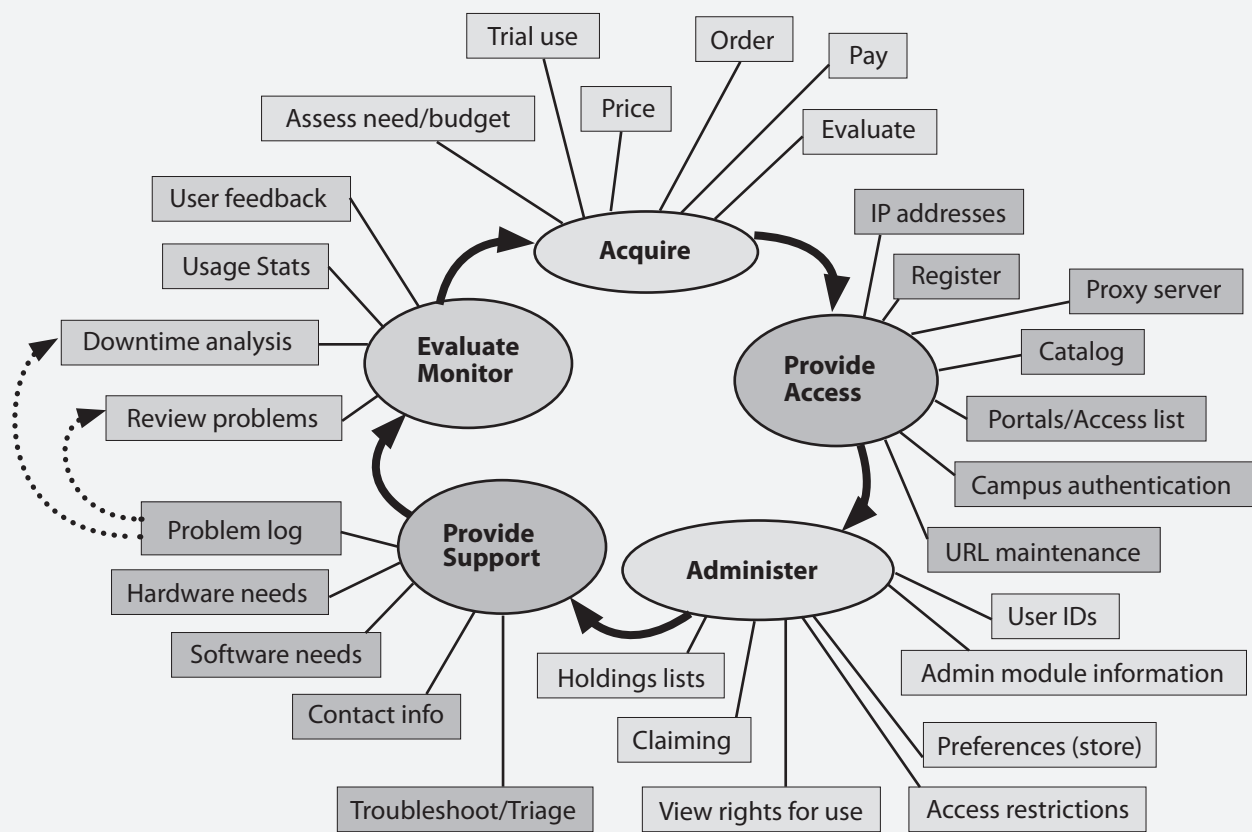 Trial use
Order
Pay
Assess need/budget
Price
Evaluate
Acquire
IP addresses
Register
Proxy server
Catalog
Portals/Access list
Campus authentication
URL maintenance
Provide
Access
User IDs
Admin module information
Preferences (store)
Access restrictions
View rights for use
Claiming
Holdings lists
Administer
Troubleshoot/Triage
Contact info
Software needs
Hardware needs
Problem log
Provide
Support
Review problems
Downtime analysis
Usage Stats
User feedback
Evaluate
Monitor